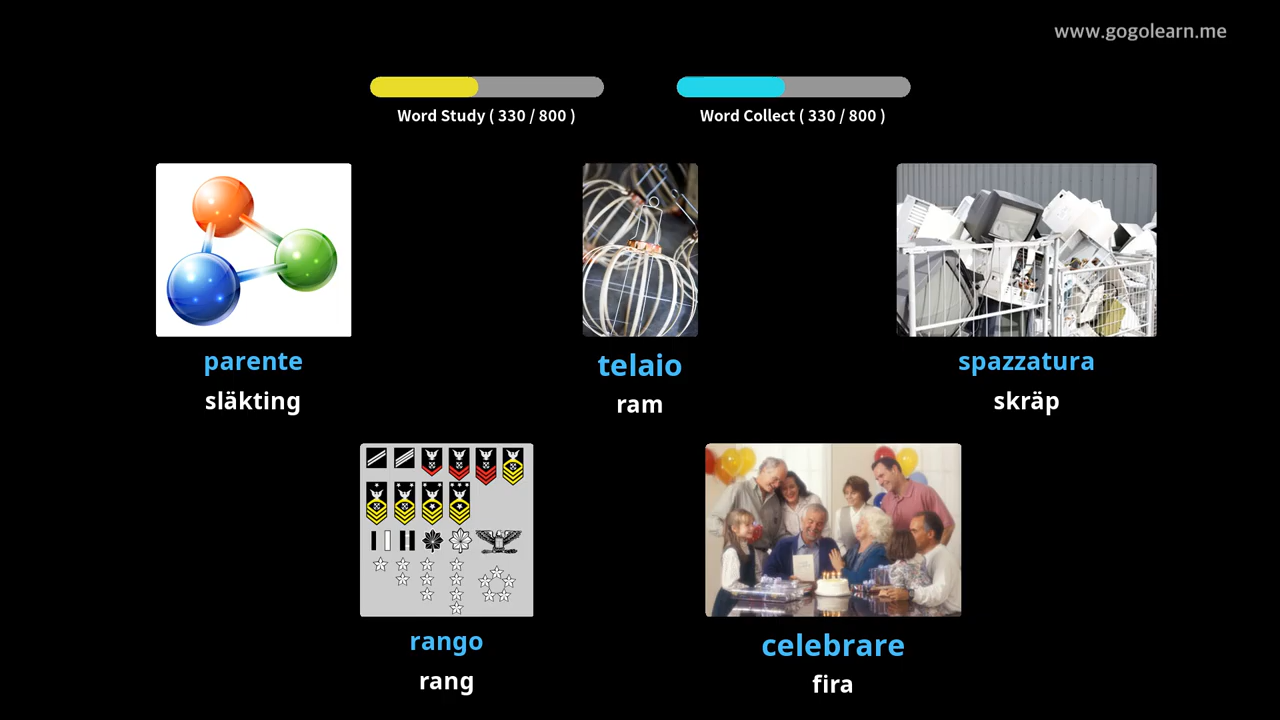 www.gogolearn.me
Word Study ( 330 / 800 )
Word Collect ( 330 / 800 )
parente
släkting
telaio
ram
spazzatura
skräp
rango
rang
celebrare
fira